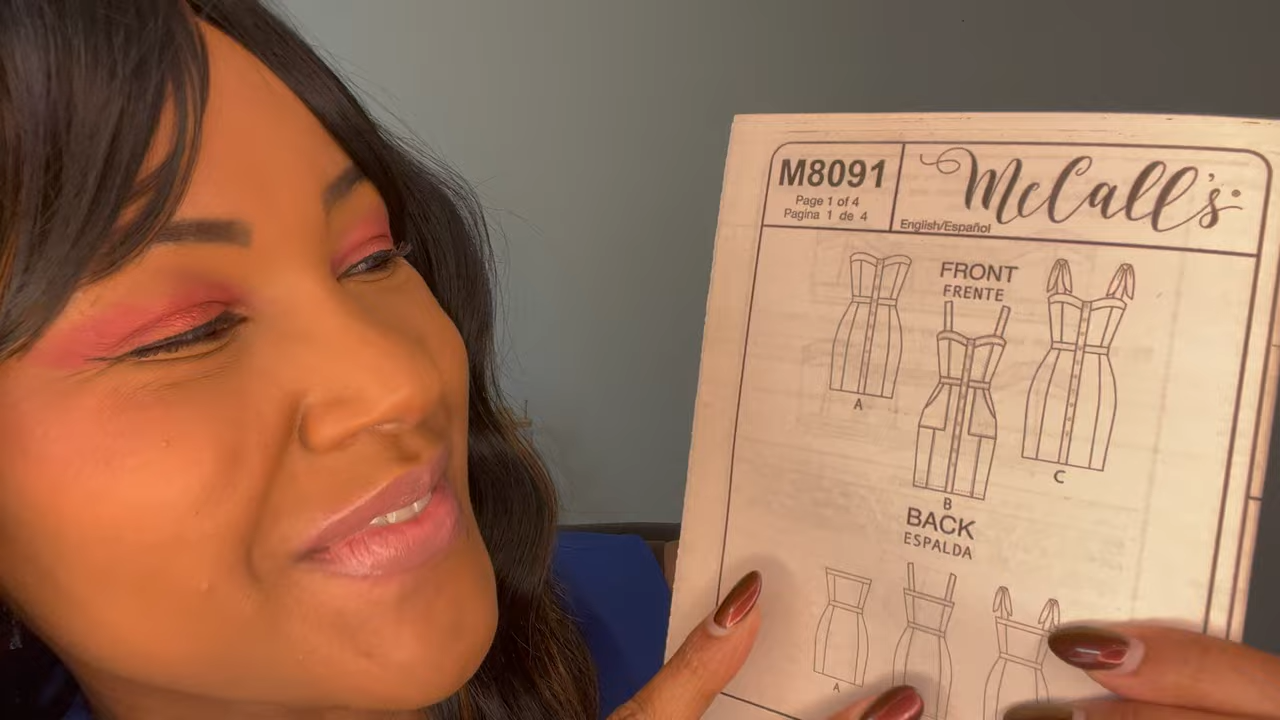 M8091
Page 1 of 4
Pagina 1 de 4
McCall's
English/Español
FRONT
FRENTE
A
B
C
BACK
ESPALDA
A